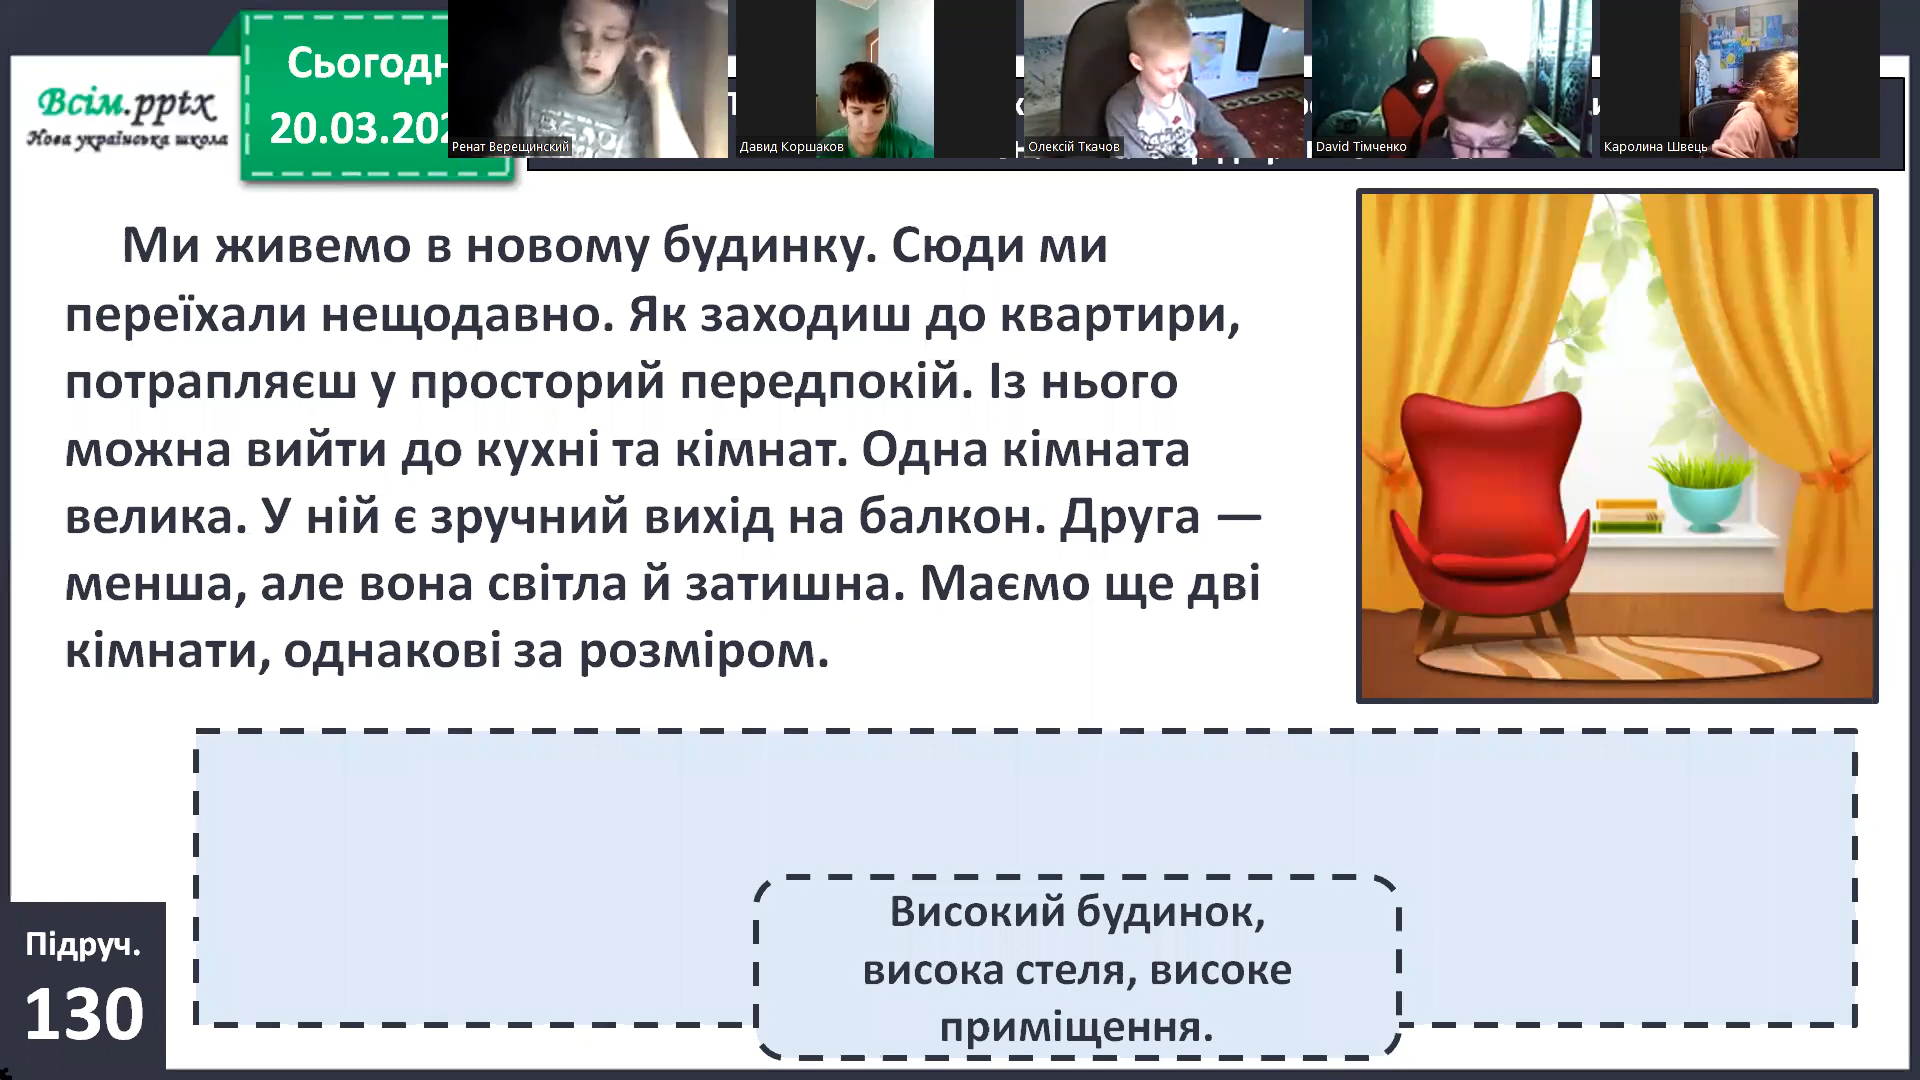 Сьогодн
20.03.202
Всім.pptx
Нова українська школа
Ренат Верещинский
Давид Коршаков
Олексій Ткачов
David Тімченко
Каролина Швець
Ми живемо в новому будинку. Сюди ми
переїхали нещодавно. Як заходиш до квартири,
потрапляєш у просторий передпокій. Із нього
можна вийти до кухні та кімнат. Одна кімната
велика. У ній є зручний вихід на балкон. Друга —
менша, але вона світла й затишна. Маємо ще дві
кімнати, однакові за розміром.
Високий будинок,
висока стеля, високе
приміщення.
Підруч.
130